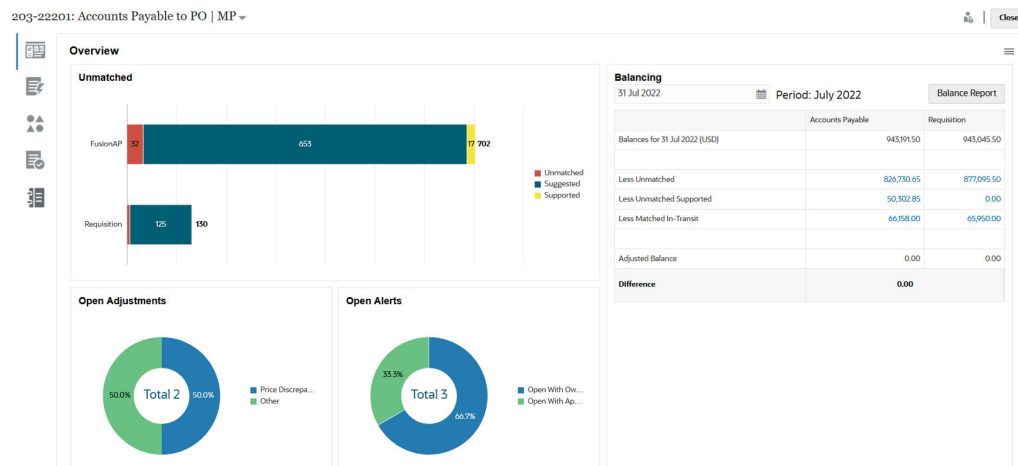 203-22201: Accounts Payable to PO | MP
Close
Overview
Unmatched
FusionAP 32 653 17 702
Requisition 125 130
Unmatched
Suggested
Supported
Balancing
31 Jul 2022 Period: July 2022 Balance Report
Accounts Payable Requisition
Balances for 31 Jul 2022 (USD) 943,191.50 943,045.50
Less Unmatched 826,730.65 877,095.50
Less Unmatched Supported 50,302.85 0.00
Less Matched In-Transit 66,158.00 65,950.00
Adjusted Balance 0.00 0.00
Difference 0.00
Open Adjustments
50.0% Total 2 50.0%
Price Discrepa...
Other
Open Alerts
33.3%
Total 3
66.7%
Open With Ow...
Open With Ap...